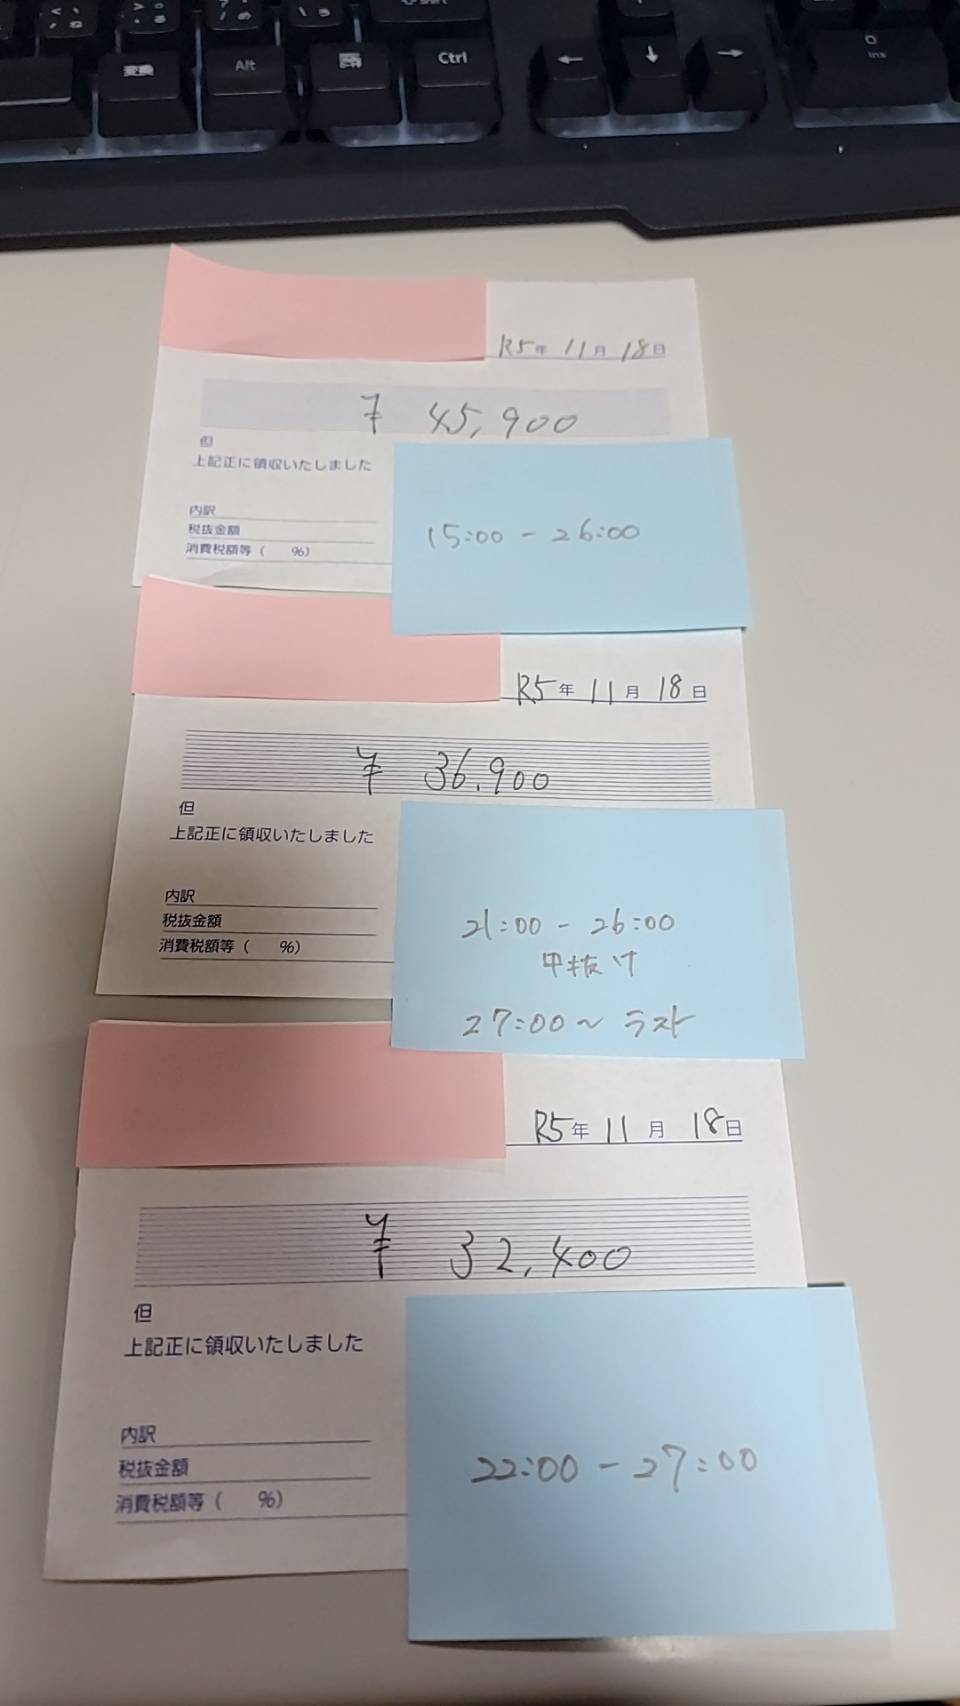 変換
Alt
Ctrl
←
↓
→
Ins
R5年 11月 18日
¥ 45,900
但
上記正に領収いたしました
内訳
税抜金額
消費税額等（ %）
15:00 - 26:00
R5年 11月 18日
¥ 36,900
但
上記正に領収いたしました
内訳
税抜金額
消費税額等（ %）
21:00 - 26:00
中抜け
27:00〜ラスト
R5年 11月 18日
¥ 32,400
但
上記正に領収いたしました
内訳
税抜金額
消費税額等（ %）
22:00 - 27:00